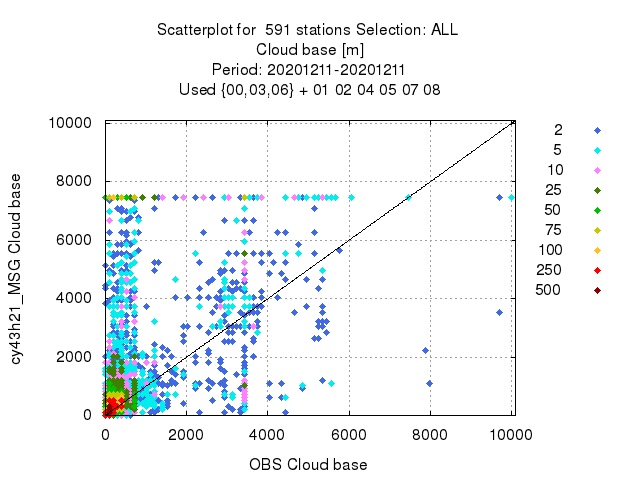 Scatterplot for  591 stations Selection: ALL
Cloud base [m]
Period: 20201211-20201211
Used {00,03,06} + 01 02 04 05 07 08
cy43h21_MSG Cloud base
10000
8000
6000
4000
2000
0
0 2000 4000 6000 8000 10000
OBS Cloud base
2
5
10
25
50
75
100
250
500